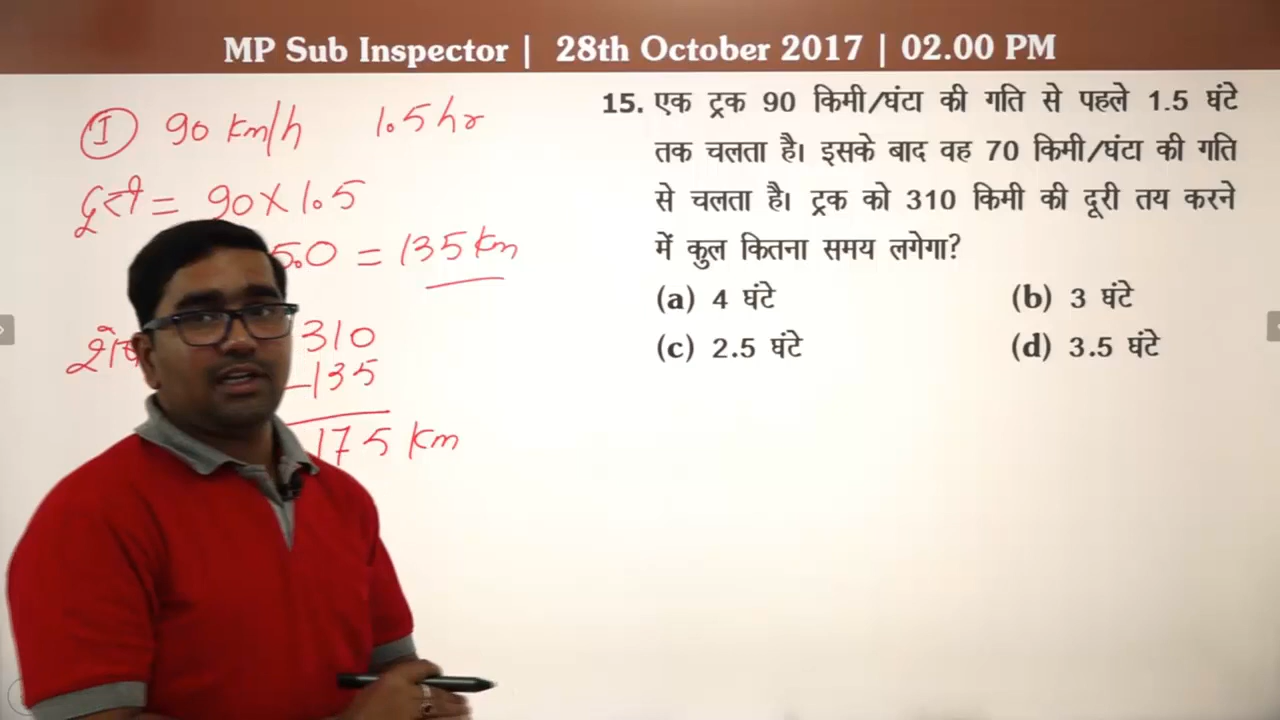 MP Sub Inspector | 28th October 2017 | 02.00 PM
I 90 km/h 1.5 hr
दूरी = 90 × 1.5
5.0 = 135 km
310
-135
175 km
15. एक ट्रक 90 किमी/घंटा की गति से पहले 1.5 घंटे
तक चलता है। इसके बाद वह 70 किमी/घंटा की गति
से चलता है। ट्रक को 310 किमी की दूरी तय करने
में कुल कितना समय लगेगा?
(a) 4 घंटे (b) 3 घंटे
(c) 2.5 घंटे (d) 3.5 घंटे